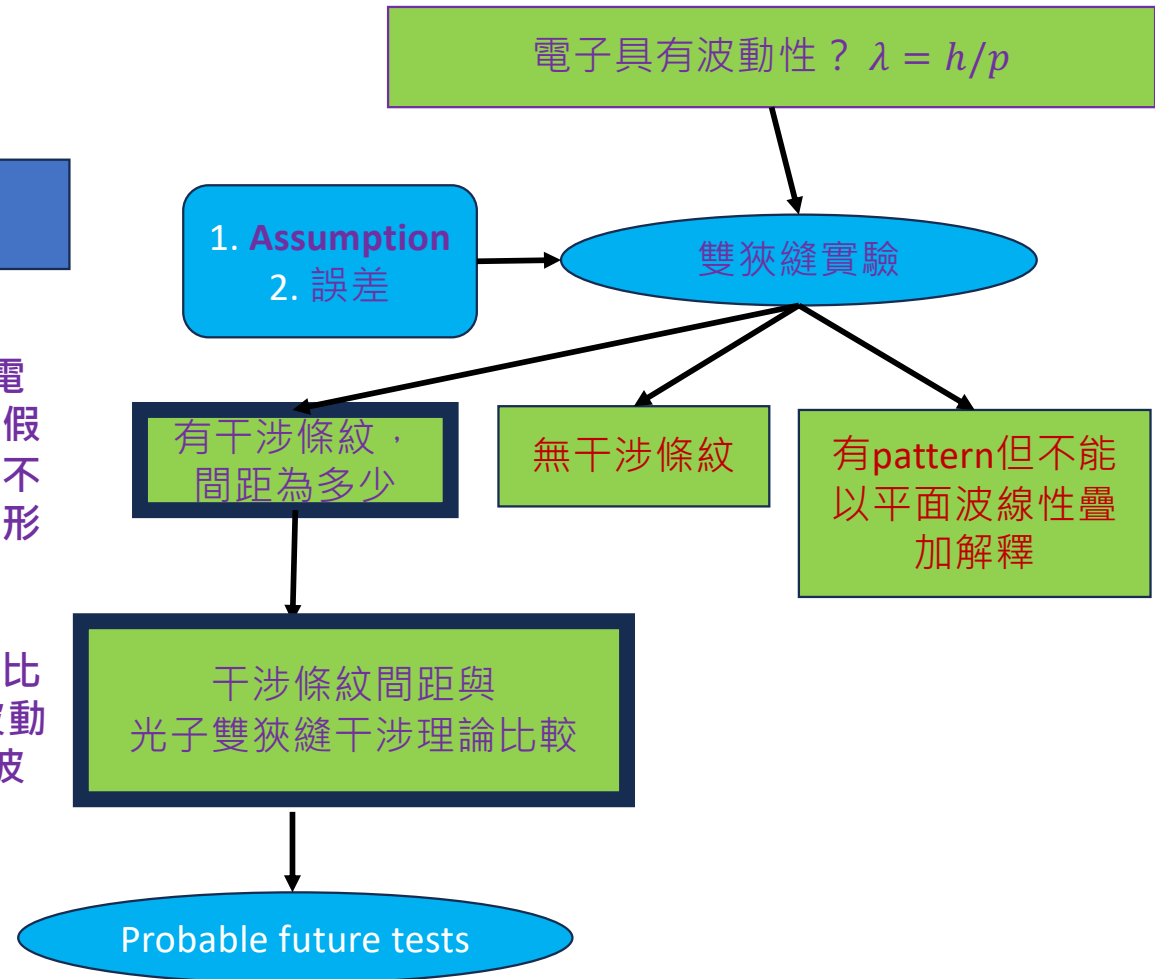 電子具有波動性？ λ = h/p
1. Assumption
2. 誤差
雙狹縫實驗
電
假
不
形
有干涉條紋，
間距為多少
無干涉條紋
有pattern但不能
以平面波線性疊
加解釋
比
動
波
干涉條紋間距與
光子雙狹縫干涉理論比較
Probable future tests